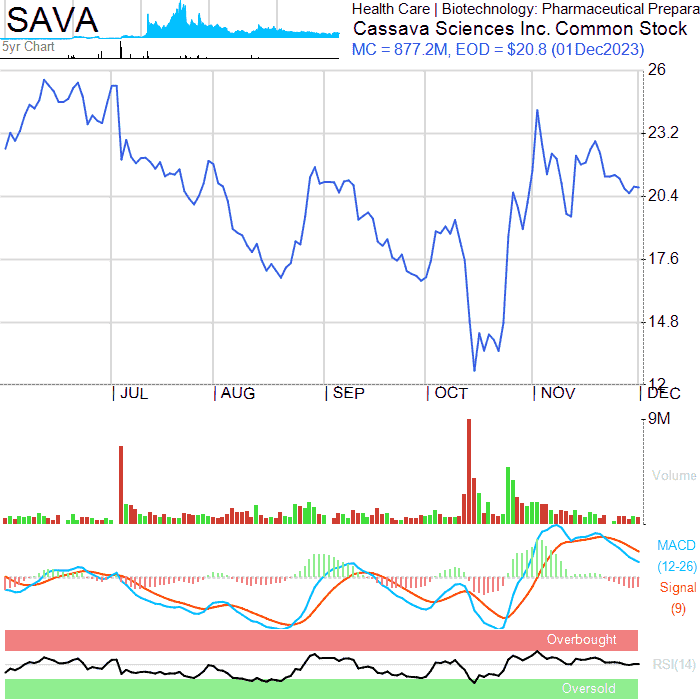 SAVA
5yr Chart
Health Care | Biotechnology: Pharmaceutical Prepara
Cassava Sciences Inc. Common Stock
MC = 877.2M, EOD = $20.8 (01Dec2023)
26
23.2
20.4
17.6
14.8
12
| JUL | AUG | SEP | OCT | NOV | DEC
9M
Volume
MACD
(12-26)
Signal
(9)
Overbought
RSI(14)
Oversold